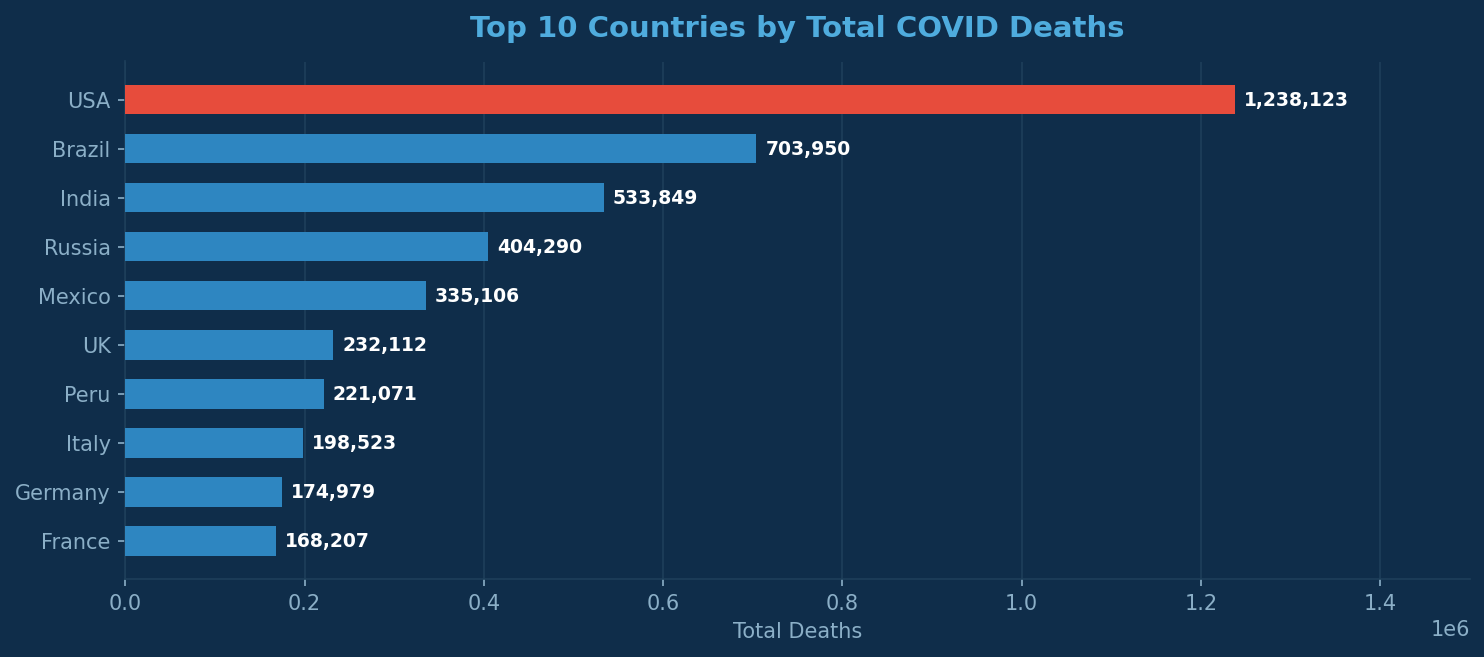 Top 10 Countries by Total COVID Deaths
USA 1,238,123
Brazil 703,950
India 533,849
Russia 404,290
Mexico 335,106
UK 232,112
Peru 221,071
Italy 198,523
Germany 174,979
France 168,207
0.0 0.2 0.4 0.6 0.8 1.0 1.2 1.4
Total Deaths 1e6